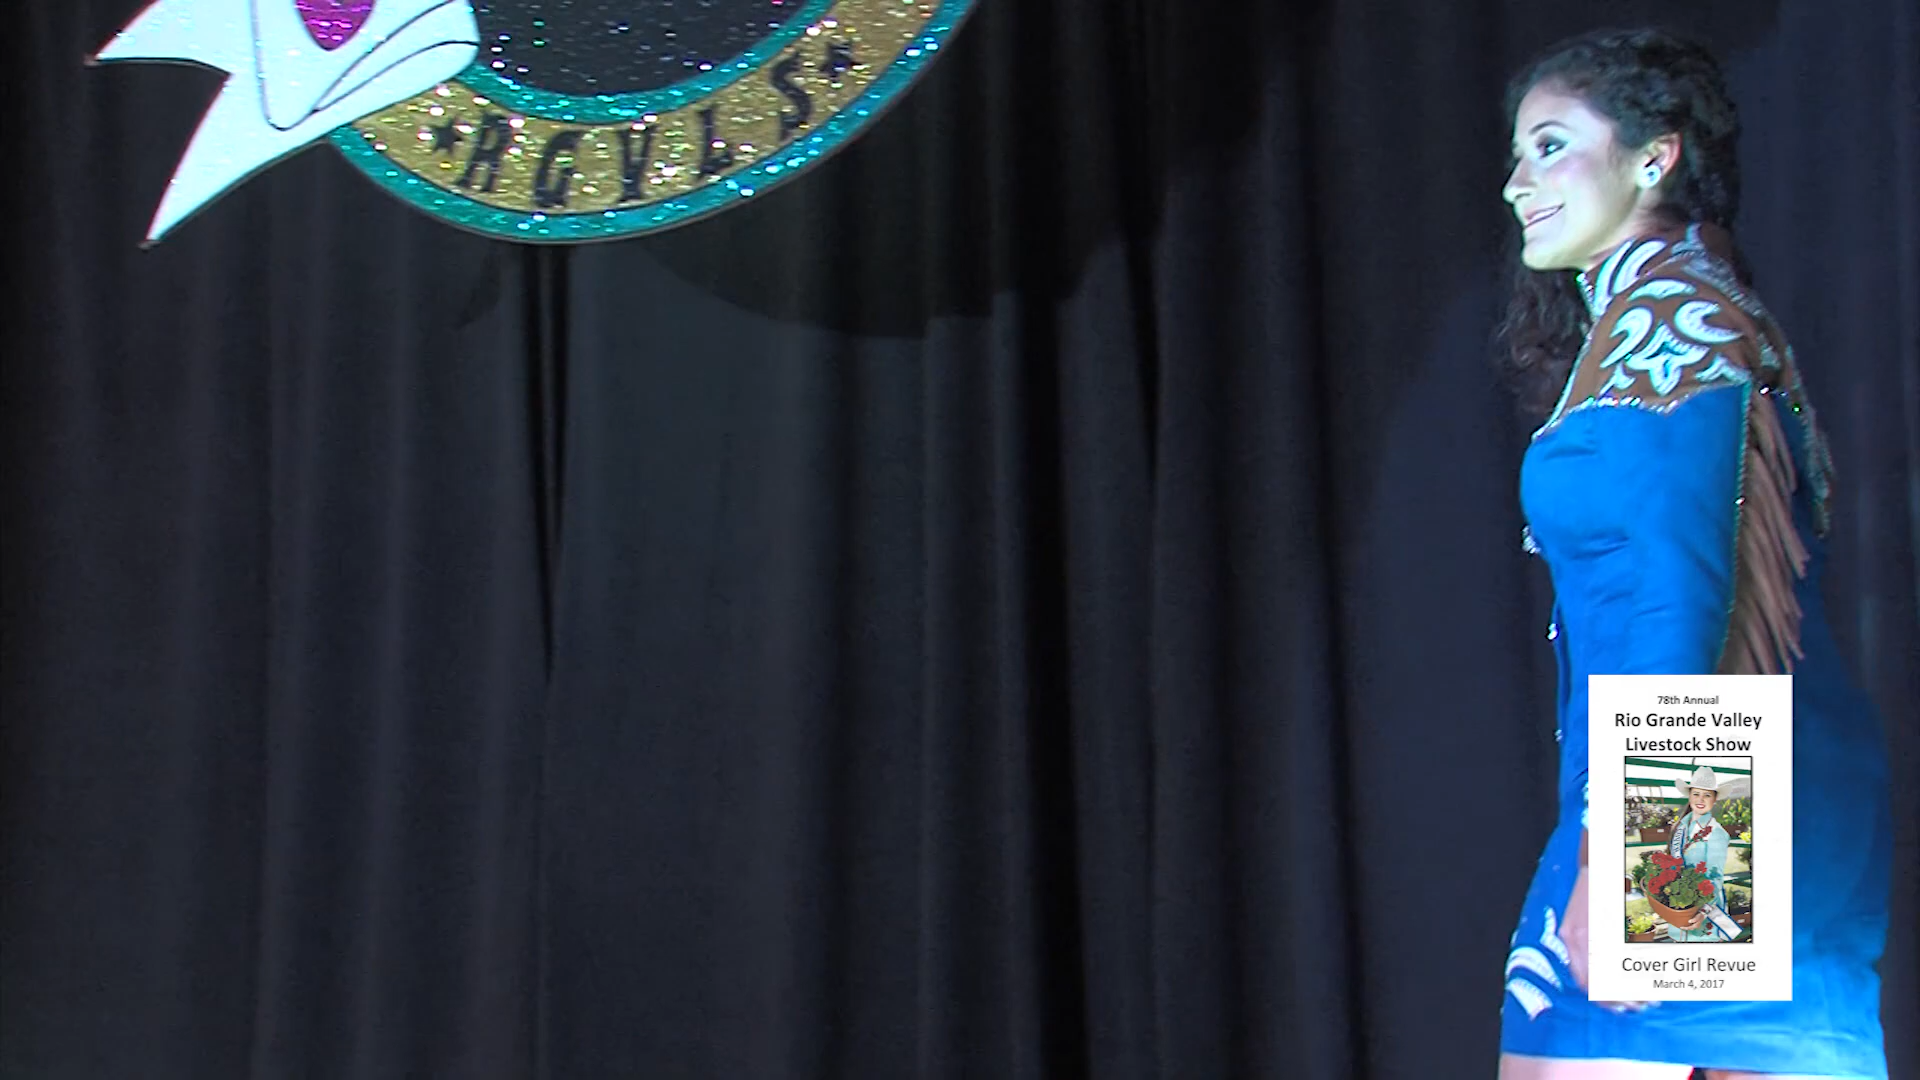 ★RGVLS★
78th Annual
Rio Grande Valley
Livestock Show
Cover Girl Revue
March 4, 2017